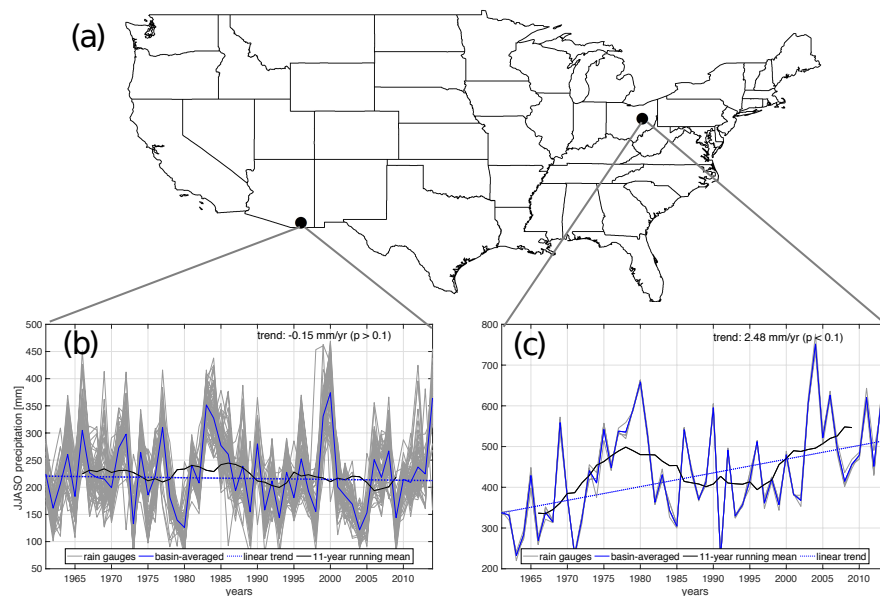 (a)
(b)
trend: -0.15 mm/yr (p > 0.1)
500
450
400
350
300
250
200
150
100
50
JJASO precipitation [mm]
rain gauges
basin-averaged
linear trend
11-year running mean
1965
1970
1975
1980
1985
1990
1995
2000
2005
2010
years
(c)
trend: 2.48 mm/yr (p < 0.1)
800
700
600
500
400
300
200
rain gauges
basin-averaged
11-year running mean
linear trend
1965
1970
1975
1980
1985
1990
1995
2000
2005
2010
years